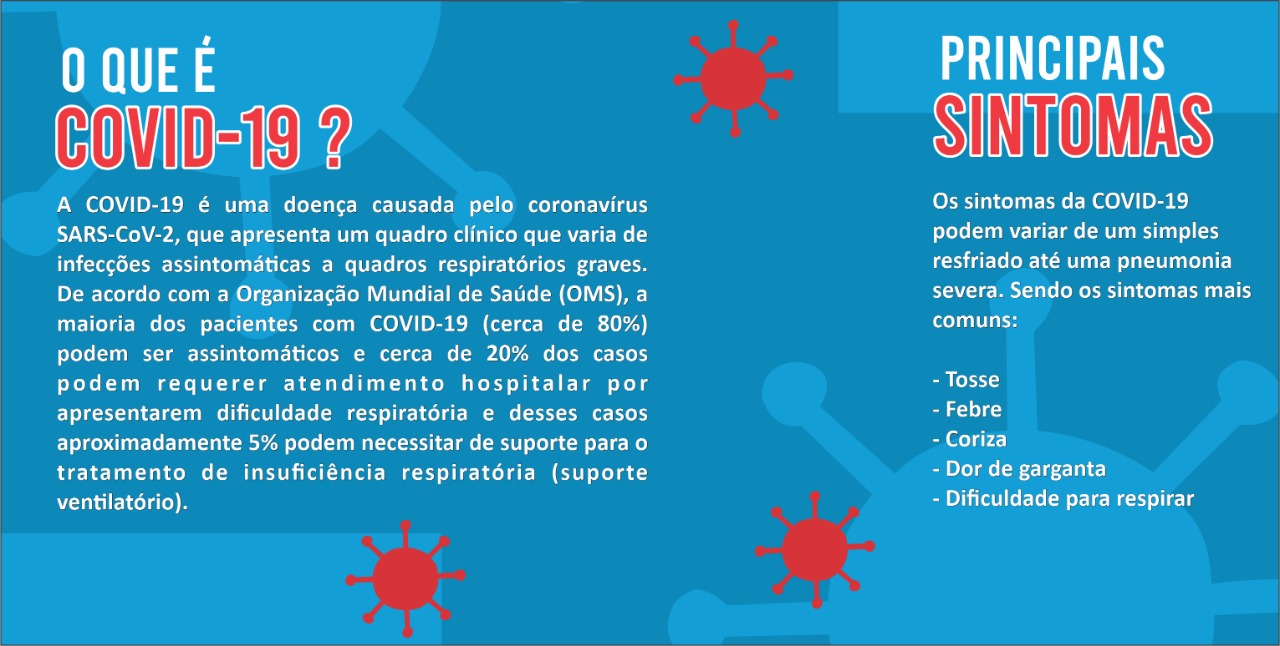 O QUE É
COVID-19 ?
A COVID-19 é uma doença causada pelo coronavírus
SARS-CoV-2, que apresenta um quadro clínico que varia de
infecções assintomáticas a quadros respiratórios graves.
De acordo com a Organização Mundial de Saúde (OMS), a
maioria dos pacientes com COVID-19 (cerca de 80%)
podem ser assintomáticos e cerca de 20% dos casos
podem requerer atendimento hospitalar por
apresentarem dificuldade respiratória e desses casos
aproximadamente 5% podem necessitar de suporte para o
tratamento de insuficiência respiratória (suporte
ventilatório).
PRINCIPAIS
SINTOMAS
Os sintomas da COVID-19
podem variar de um simples
resfriado até uma pneumonia
severa. Sendo os sintomas mais
comuns:
- Tosse
- Febre
- Coriza
- Dor de garganta
- Dificuldade para respirar